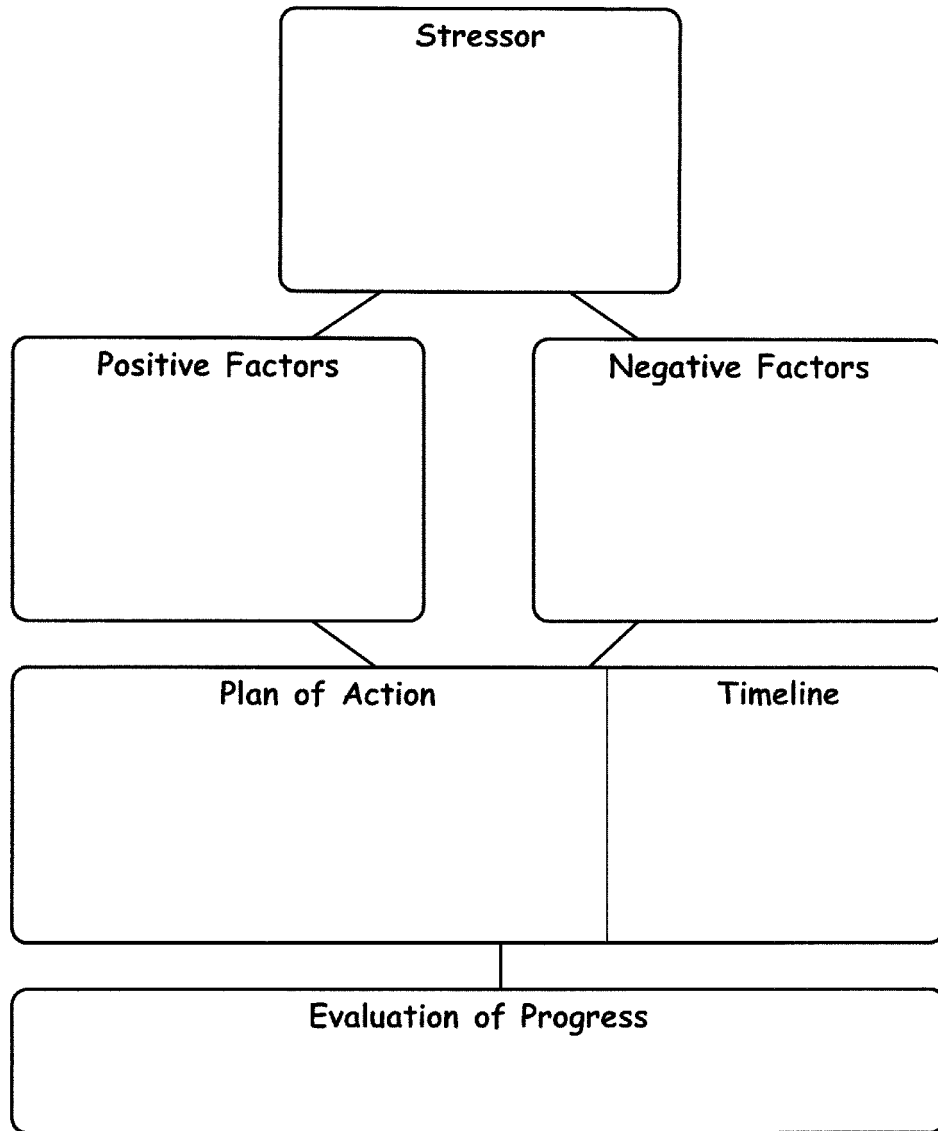 Stressor
Positive Factors
Negative Factors
Plan of Action
Timeline
Evaluation of Progress